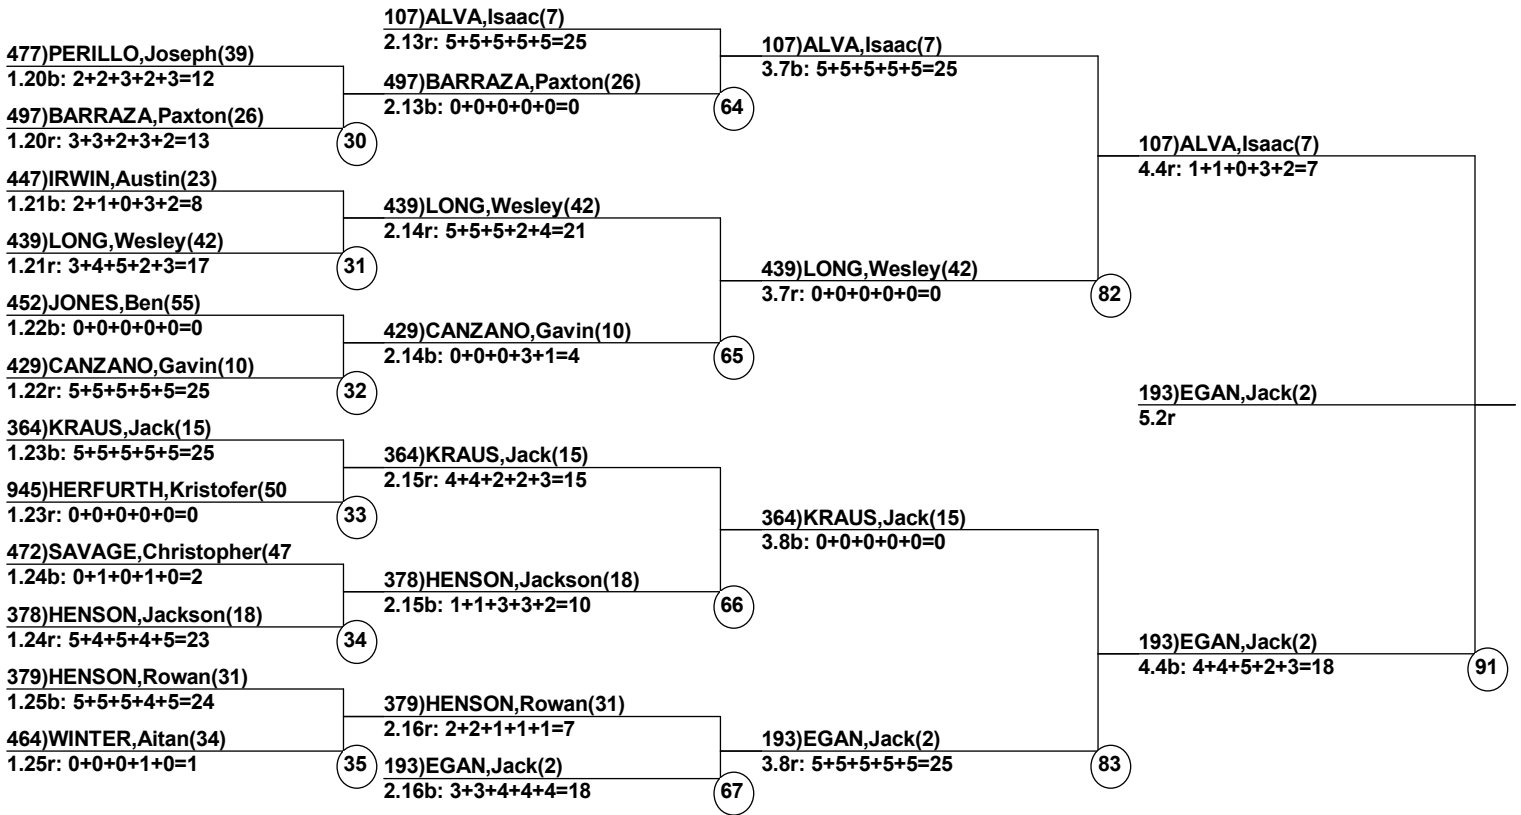 477)PERILLO,Joseph(39)
1.20b: 2+2+3+2+3=12
497)BARRAZA,Paxton(26)
1.20r: 3+3+2+3+2=13
30
447)IRWIN,Austin(23)
1.21b: 2+1+0+3+2=8
439)LONG,Wesley(42)
1.21r: 3+4+5+2+3=17
31
452)JONES,Ben(55)
1.22b: 0+0+0+0+0=0
429)CANZANO,Gavin(10)
1.22r: 5+5+5+5+5=25
32
364)KRAUS,Jack(15)
1.23b: 5+5+5+5+5=25
945)HERFURTH,Kristofer(50
1.23r: 0+0+0+0+0=0
33
472)SAVAGE,Christopher(47
1.24b: 0+1+0+1+0=2
378)HENSON,Jackson(18)
1.24r: 5+4+5+4+5=23
34
379)HENSON,Rowan(31)
1.25b: 5+5+5+4+5=24
464)WINTER,Aitan(34)
1.25r: 0+0+0+1+0=1
35
107)ALVA,Isaac(7)
2.13r: 5+5+5+5+5=25
497)BARRAZA,Paxton(26)
2.13b: 0+0+0+0+0=0
64
439)LONG,Wesley(42)
2.14r: 5+5+5+2+4=21
429)CANZANO,Gavin(10)
2.14b: 0+0+0+3+1=4
65
364)KRAUS,Jack(15)
2.15r: 4+4+2+2+3=15
378)HENSON,Jackson(18)
2.15b: 1+1+3+3+2=10
66
379)HENSON,Rowan(31)
2.16r: 2+2+1+1+1=7
193)EGAN,Jack(2)
2.16b: 3+3+4+4+4=18
67
107)ALVA,Isaac(7)
3.7b: 5+5+5+5+5=25
439)LONG,Wesley(42)
3.7r: 0+0+0+0+0=0
82
364)KRAUS,Jack(15)
3.8b: 0+0+0+0+0=0
193)EGAN,Jack(2)
3.8r: 5+5+5+5+5=25
83
107)ALVA,Isaac(7)
4.4r: 1+1+0+3+2=7
193)EGAN,Jack(2)
5.2r
193)EGAN,Jack(2)
4.4b: 4+4+5+2+3=18
91